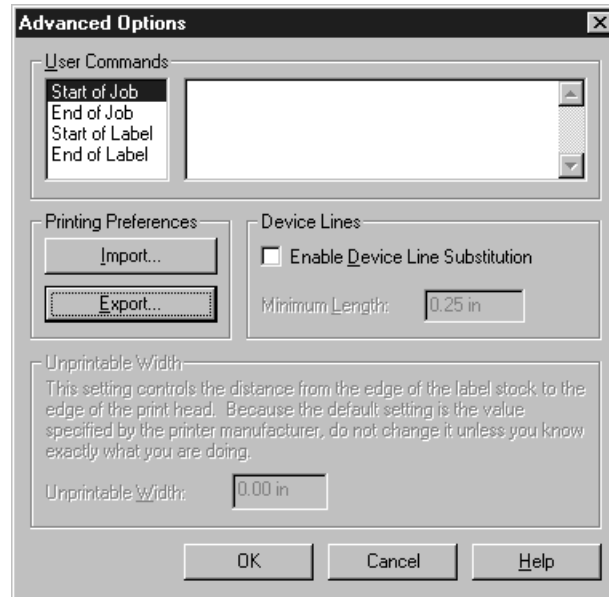 Advanced Options
User Commands
Start of Job
End of Job
Start of Label
End of Label
Printing Preferences
Import...
Export...
Device Lines
Enable Device Line Substitution
Minimum Length:
0.25 in
Unprintable Width
This setting controls the distance from the edge of the label stock to the
edge of the print head. Because the default setting is the value
specified by the printer manufacturer, do not change it unless you know
exactly what you are doing.
Unprintable Width:
0.00 in
OK
Cancel
Help